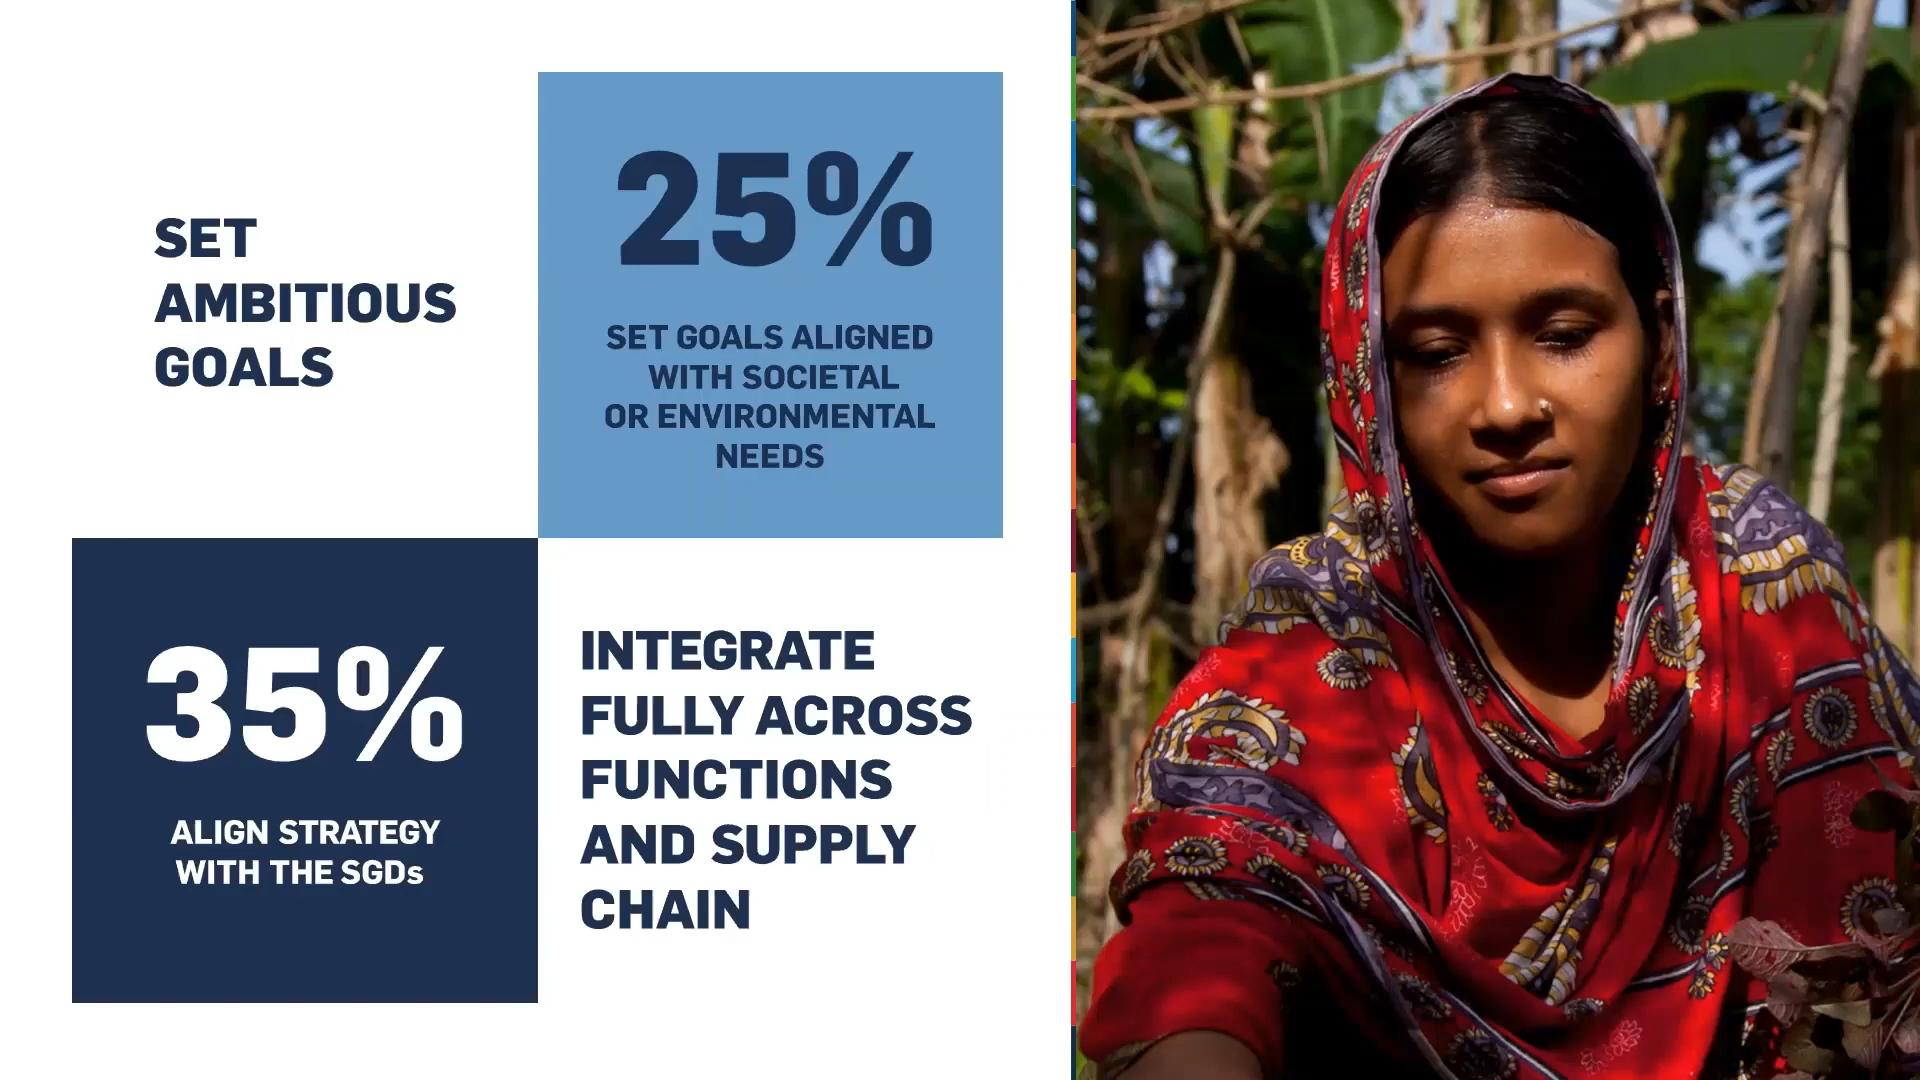 SET
AMBITIOUS
GOALS
25%
SET GOALS ALIGNED
WITH SOCIETAL
OR ENVIRONMENTAL
NEEDS
35%
ALIGN STRATEGY
WITH THE SGDs
INTEGRATE
FULLY ACROSS
FUNCTIONS
AND SUPPLY
CHAIN